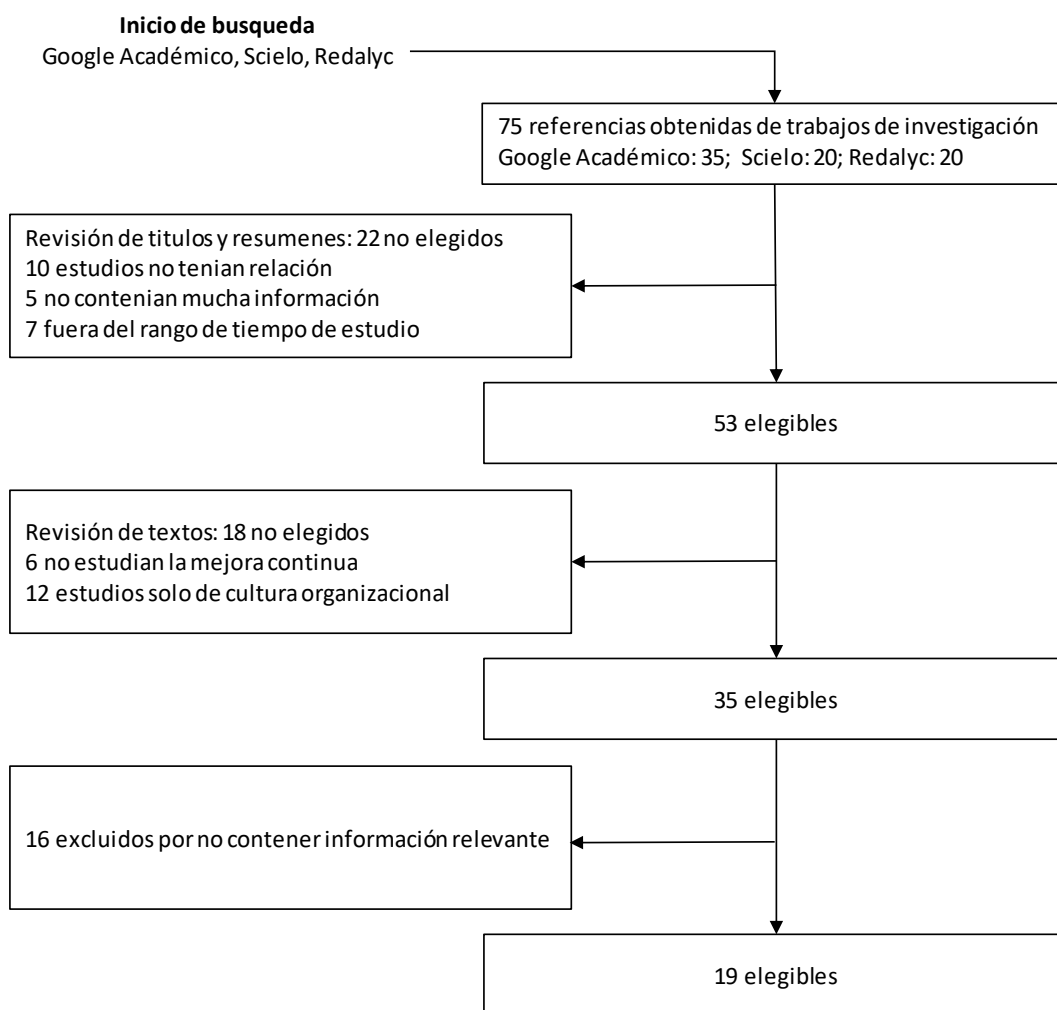 Inicio de busqueda
Google Académico, Scielo, Redalyc
75 referencias obtenidas de trabajos de investigación
Google Académico: 35; Scielo: 20; Redalyc: 20
Revisión de titulos y resumenes: 22 no elegidos
10 estudios no tenian relación
5 no contenian mucha información
7 fuera del rango de tiempo de estudio
53 elegibles
Revisión de textos: 18 no elegidos
6 no estudian la mejora continua
12 estudios solo de cultura organizacional
35 elegibles
16 excluidos por no contener información relevante
19 elegibles